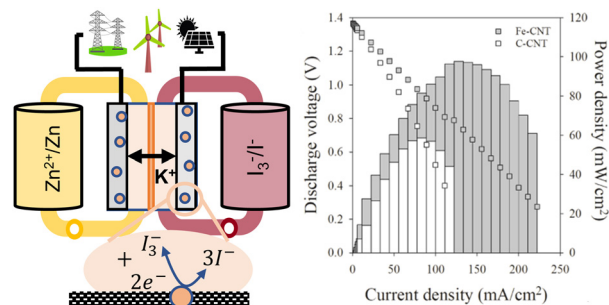 Zn²⁺/Zn
K⁺
I₃⁻/I⁻
+
I₃⁻
3I⁻
2e⁻
Fe-CNT
C-CNT
Discharge voltage (V)
1.4
1.2
1.0
0.8
0.6
0.4
0.2
0.0
120
100
80
60
40
20
0
Power density (mW/cm²)
0 50 100 150 200 250
Current density (mA/cm²)